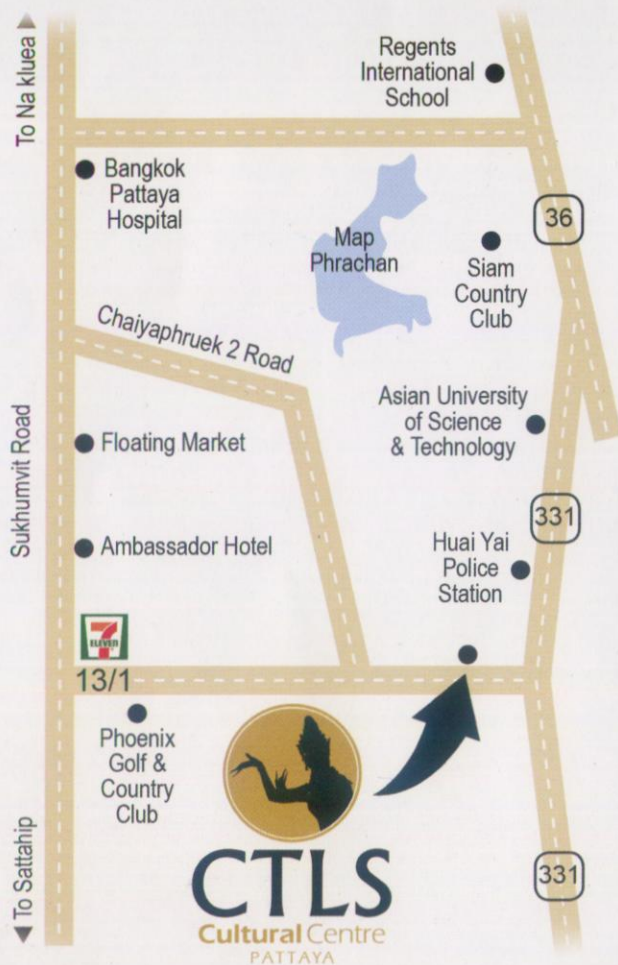 To Na kluea
Regents
International
School
Bangkok
Pattaya
Hospital
36
Map
Phrachan
Siam
Country
Club
Chaiyaphruek 2 Road
Asian University
of Science
& Technology
Sukhumvit Road
Floating Market
331
Ambassador Hotel
Huai Yai
Police
Station
7
ELEVEN
13/1
Phoenix
Golf &
Country
Club
To Sattahip
331
CTLS
Cultural Centre
PATTAYA